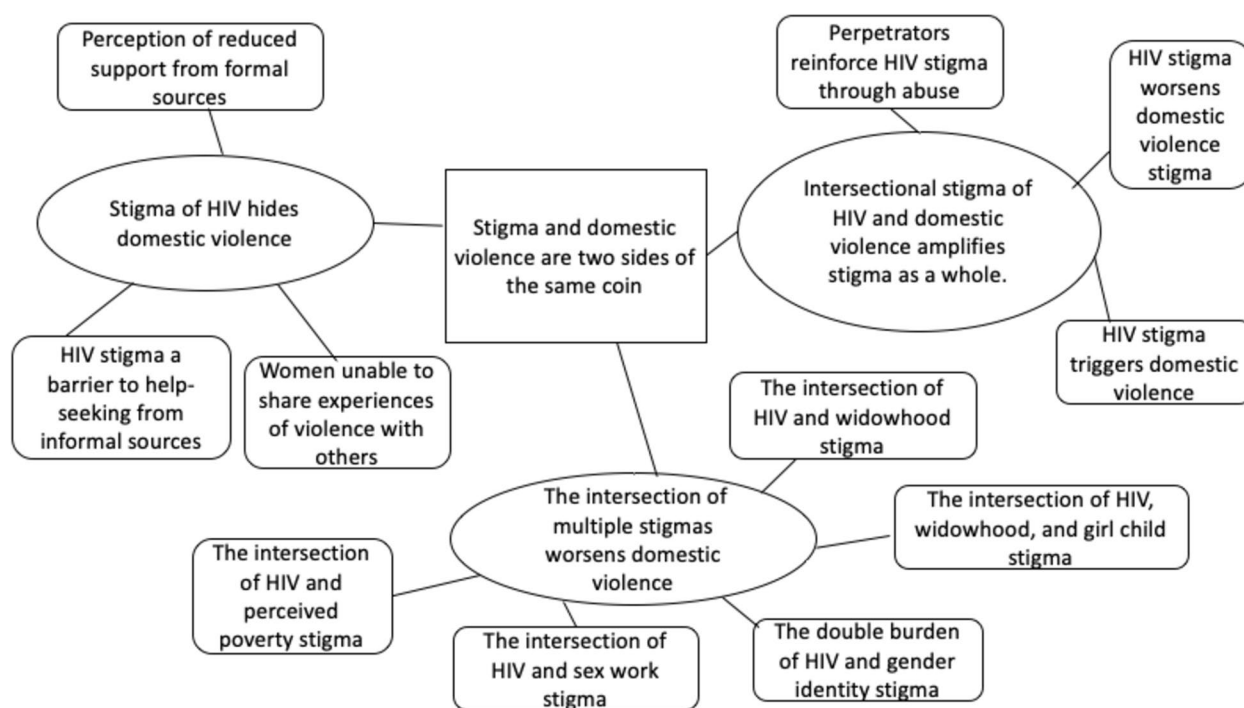 Perception of reduced
support from formal
sources
Perpetrators
reinforce HIV stigma
through abuse
HIV stigma
worsens
domestic
violence
stigma
Stigma of HIV hides
domestic violence
Stigma and domestic
violence are two sides of
the same coin
Intersectional stigma of
HIV and domestic
violence amplifies
stigma as a whole.
HIV stigma a
barrier to help-
seeking from
informal sources
Women unable to
share experiences
of violence with
others
HIV stigma
triggers domestic
violence
The intersection of
HIV and widowhood
stigma
The intersection of
multiple stigmas
worsens domestic
violence
The intersection of HIV,
widowhood, and girl child
stigma
The intersection
of HIV and
perceived
poverty stigma
The intersection of
HIV and sex work
stigma
The double burden
of HIV and gender
identity stigma